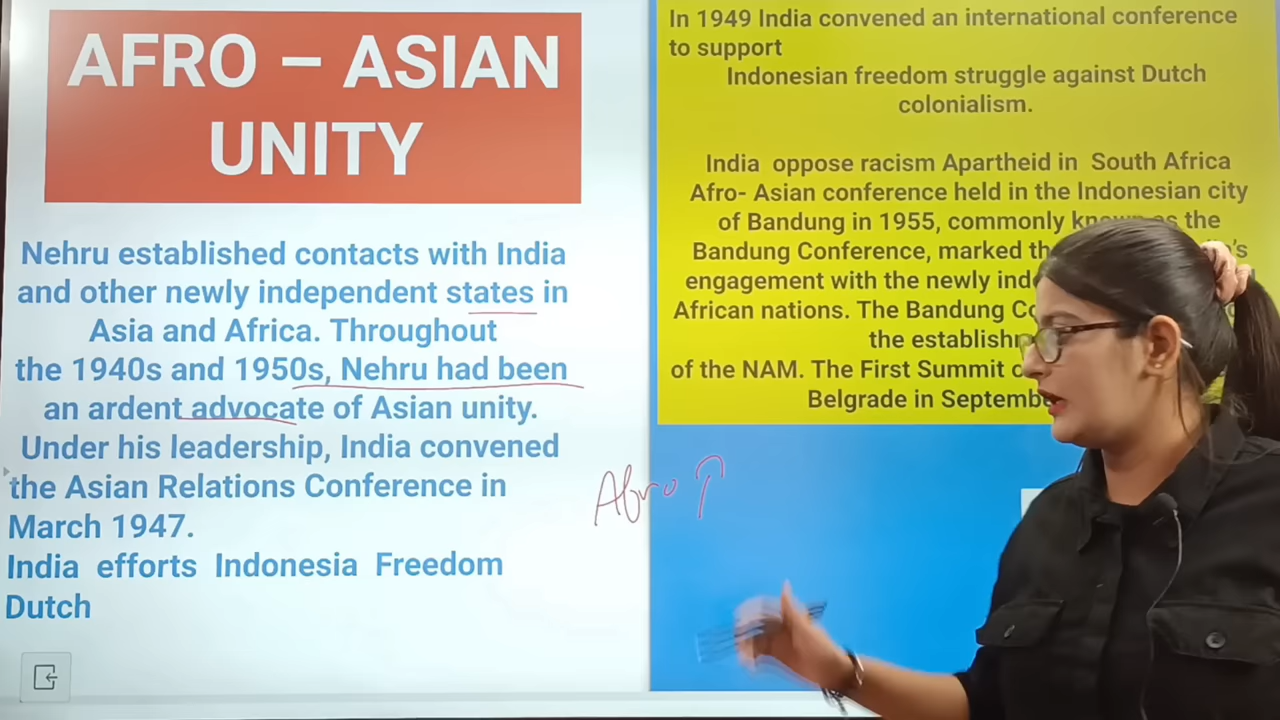 AFRO – ASIAN
UNITY
Nehru established contacts with India
and other newly independent states in
Asia and Africa. Throughout
the 1940s and 1950s, Nehru had been
an ardent advocate of Asian unity.
Under his leadership, India convened
the Asian Relations Conference in
March 1947.
India efforts Indonesia Freedom
Dutch
In 1949 India convened an international conference
to support
Indonesian freedom struggle against Dutch
colonialism.
India oppose racism Apartheid in South Africa
Afro- Asian conference held in the Indonesian city
of Bandung in 1955, commonly the
Bandung Conference, marked
engagement with the newly
African nations. The Bandung
the
of the NAM. The First Summit
Belgrade in
Afro